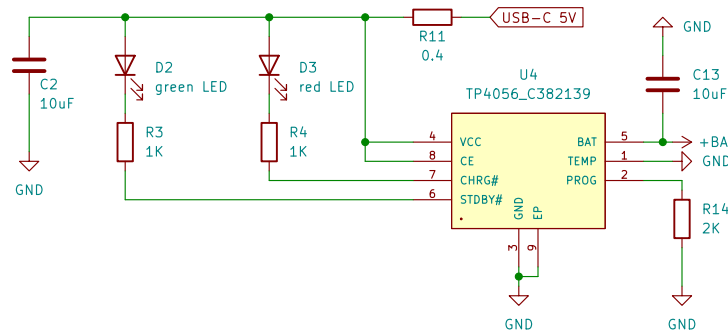 USB-C 5V
R11
0.4
GND
C2
10uF
D2
green LED
D3
red LED
U4
TP4056_C382139
C13
10uF
R3
1K
R4
1K
4
VCC
BAT
5
+BA
8
CE
TEMP
1
GND
7
CHRG#
PROG
2
6
STDBY#
GND
EP
3
9
R14
2K
GND
GND
GND